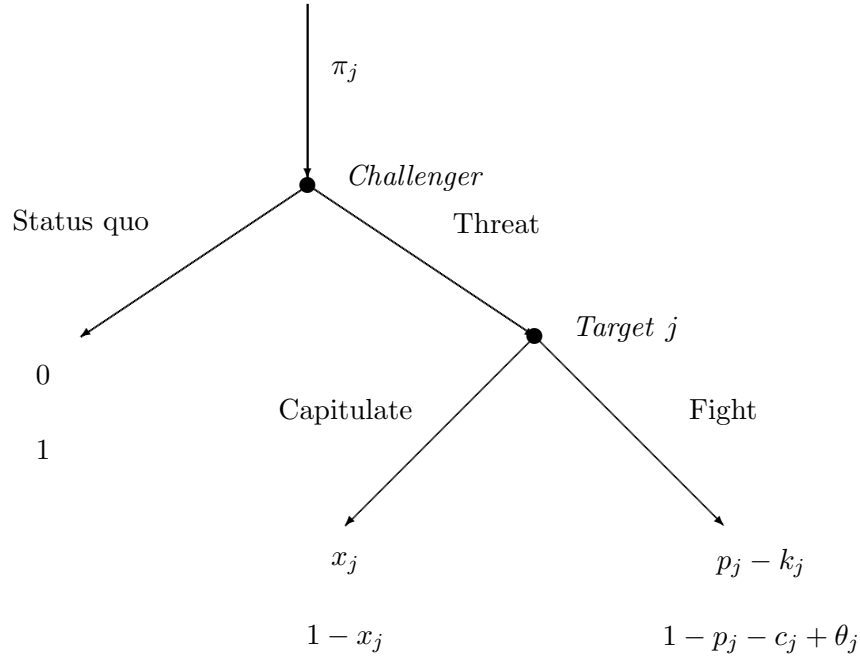 π_j
Challenger
Status quo
Threat
Target j
0
Capitulate
Fight
1
x_j
p_j − k_j
1 − x_j
1 − p_j − c_j + θ_j